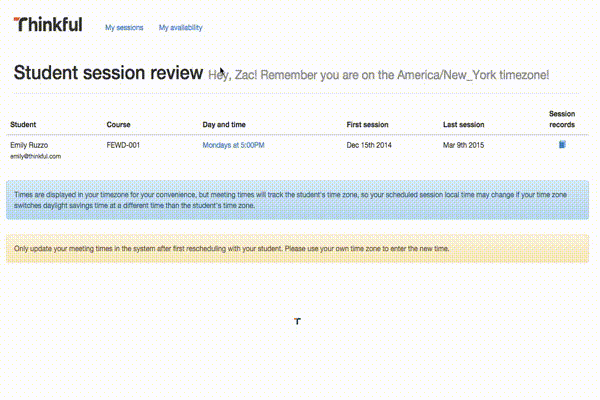 Thinkful My sessions My availability
Student session review Hey, Zac! Remember you are on the America/New_York timezone!
Student Course Day and time First session Last session Session records
Emily Ruzzo FEWD-001 Mondays at 5:00PM Dec 15th 2014 Mar 9th 2015
emily@thinkful.com
Times are displayed in your timezone for your convenience, but meeting times will track the student's time zone, so your scheduled session local time may change if your time zone
switches daylight savings time at a different time than the student's time zone.
Only update your meeting times in the system after first rescheduling with your student. Please use your own time zone to enter the new time.
T